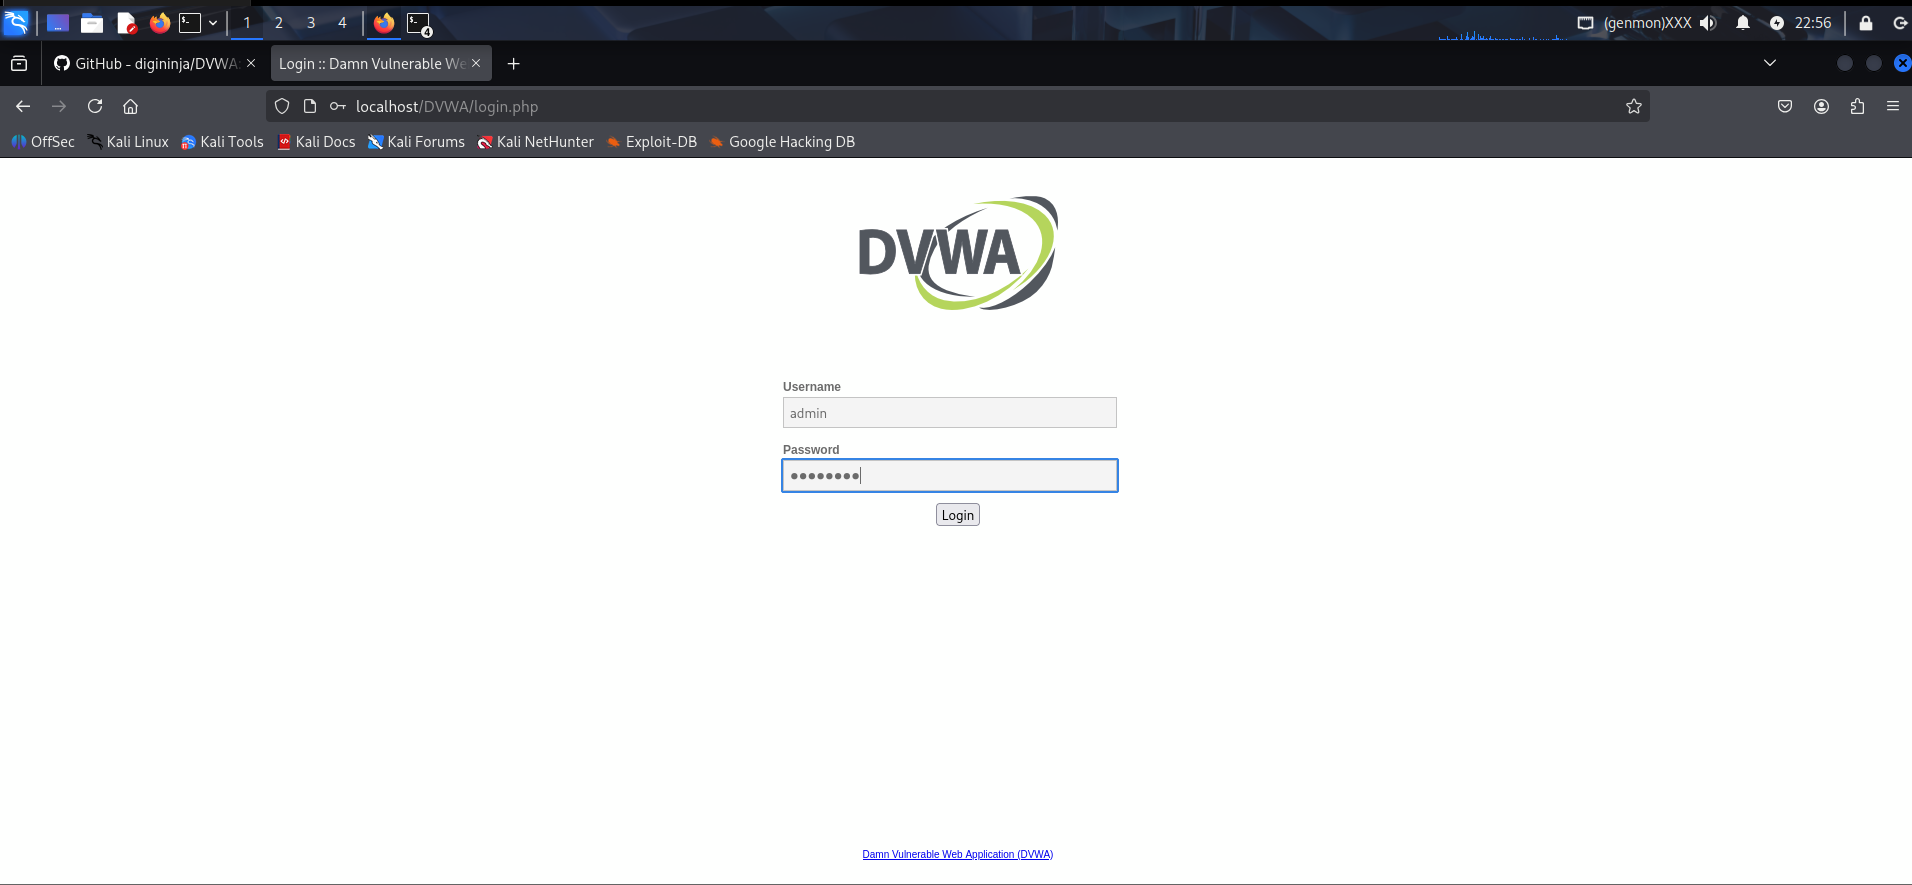 1 2 3 4 4 (genmon)XXX 22:56
GitHub - digininja/DVWA: Login :: Damn Vulnerable We
localhost/DVWA/login.php
OffSec Kali Linux Kali Tools Kali Docs Kali Forums Kali NetHunter Exploit-DB Google Hacking DB
DVWA
Username
admin
Password
Login
Damn Vulnerable Web Application (DVWA)